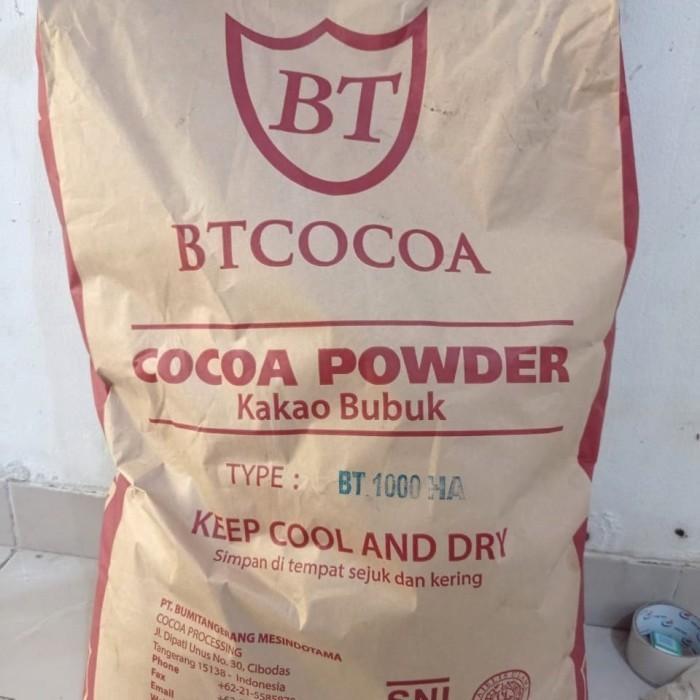 BT
BTCOCOA
COCOA POWDER
Kakao Bubuk
TYPE : BT 1000 HA
KEEP COOL AND DRY
Simpan di tempat sejuk dan kering
PT. BUMITANGERANG MESINDOTAMA
COCOA PROCESSING
Jl. Dipati Unus No. 30, Cibodas
Tangerang 15138 - Indonesia
Phone +62-21-5585870
Fax
Email
SNI